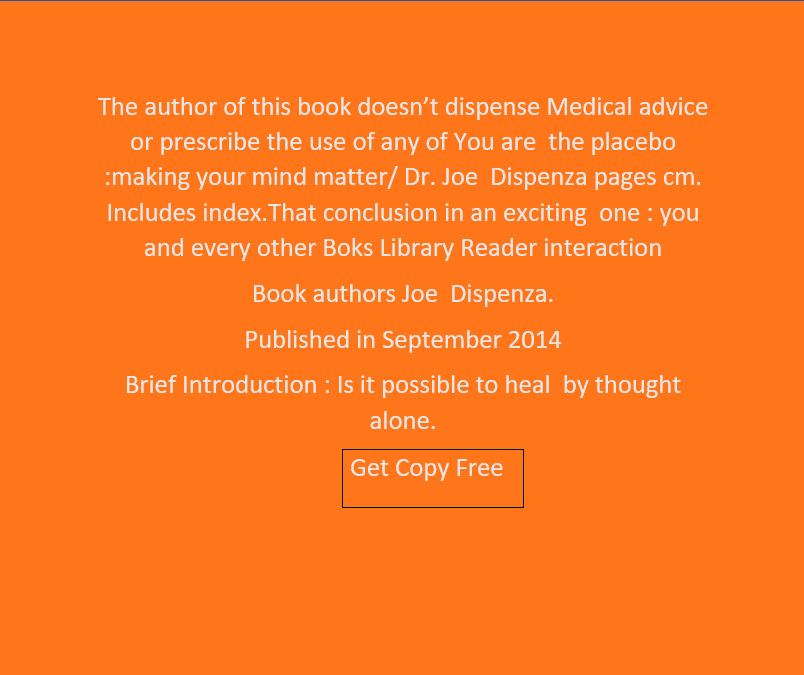 The author of this book doesn’t dispense Medical advice
or prescribe the use of any of You are  the placebo
:making your mind matter/ Dr. Joe  Dispenza pages cm.
Includes index.That conclusion in an exciting  one : you
and every other Boks Library Reader interaction
Book authors Joe  Dispenza.
Published in September 2014
Brief Introduction : Is it possible to heal  by thought
alone.
Get Copy Free